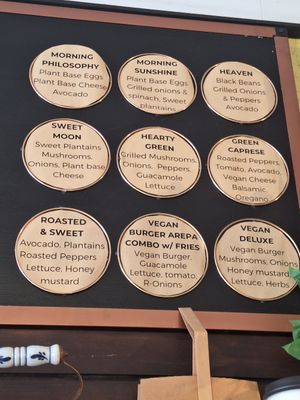 MORNING
PHILOSOPHY
Plant Base Eggs
Plant Base Cheese
Avocado
MORNING
SUNSHINE
Plant Base Eggs
Grilled onions &
spinach, Sweet
plantains
HEAVEN
Black Beans
Grilled Onions
& Peppers
Avocado
SWEET
MOON
Sweet Plantains
Mushrooms,
Onions, Plant base
Cheese
HEARTY
GREEN
Grilled Mushrooms,
Onions, Peppers,
Guacamole
Lettuce
GREEN
CAPRESE
Roasted Peppers,
Tomato, Avocado,
Vegan Cheese
Balsamic,
Oregano
ROASTED
& SWEET
Avocado, Plantains
Roasted Peppers
Lettuce, Honey
mustard
VEGAN
BURGER AREPA
COMBO w/ FRIES
Vegan Burger,
Guacamole
Lettuce, tomato
R-Onions
VEGAN
DELUXE
Vegan Burger
Mushrooms, Onions
Honey mustard
Lettuce, Herbs